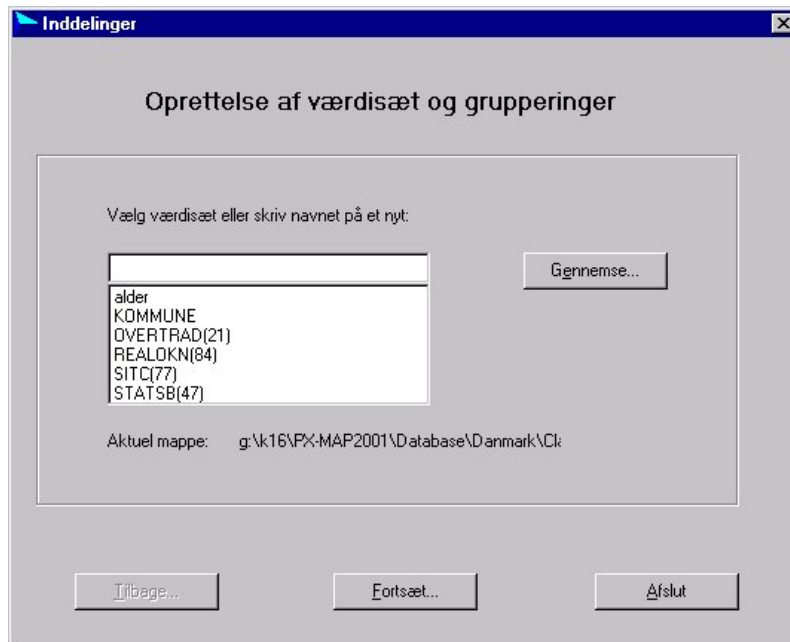 Inddelinger
Oprettelse af værdisæt og grupperinger
Vælg værdisæt eller skriv navnet på et nyt:
Gennemse...
alder
KOMMUNE
OVERTRAD(21)
REALOKN(84)
SITC(77)
STATSB(47)
Aktuel mappe: g:\k16\PX-MAP2001\Database\Danmark\Cla
Tilbage... Fortsæt... Afslut